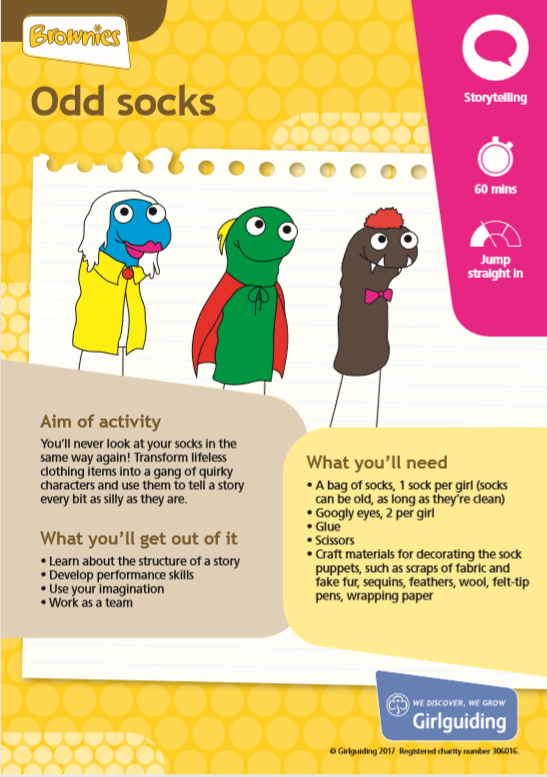 Brownies
Odd socks
Storytelling
60 mins
Jump
straight in
Aim of activity
You’ll never look at your socks in the
same way again! Transform lifeless
clothing items into a gang of quirky
characters and use them to tell a story
every bit as silly as they are.
What you’ll get out of it
• Learn about the structure of a story
• Develop performance skills
• Use your imagination
• Work as a team
What you’ll need
• A bag of socks, 1 sock per girl (socks
can be old, as long as they’re clean)
• Googly eyes, 2 per girl
• Glue
• Scissors
• Craft materials for decorating the sock
puppets, such as scraps of fabric and
fake fur, sequins, feathers, wool, felt-tip
pens, wrapping paper
WE DISCOVER, WE GROW
Girlguiding
© Girlguiding 2017 Registered charity number 306016.